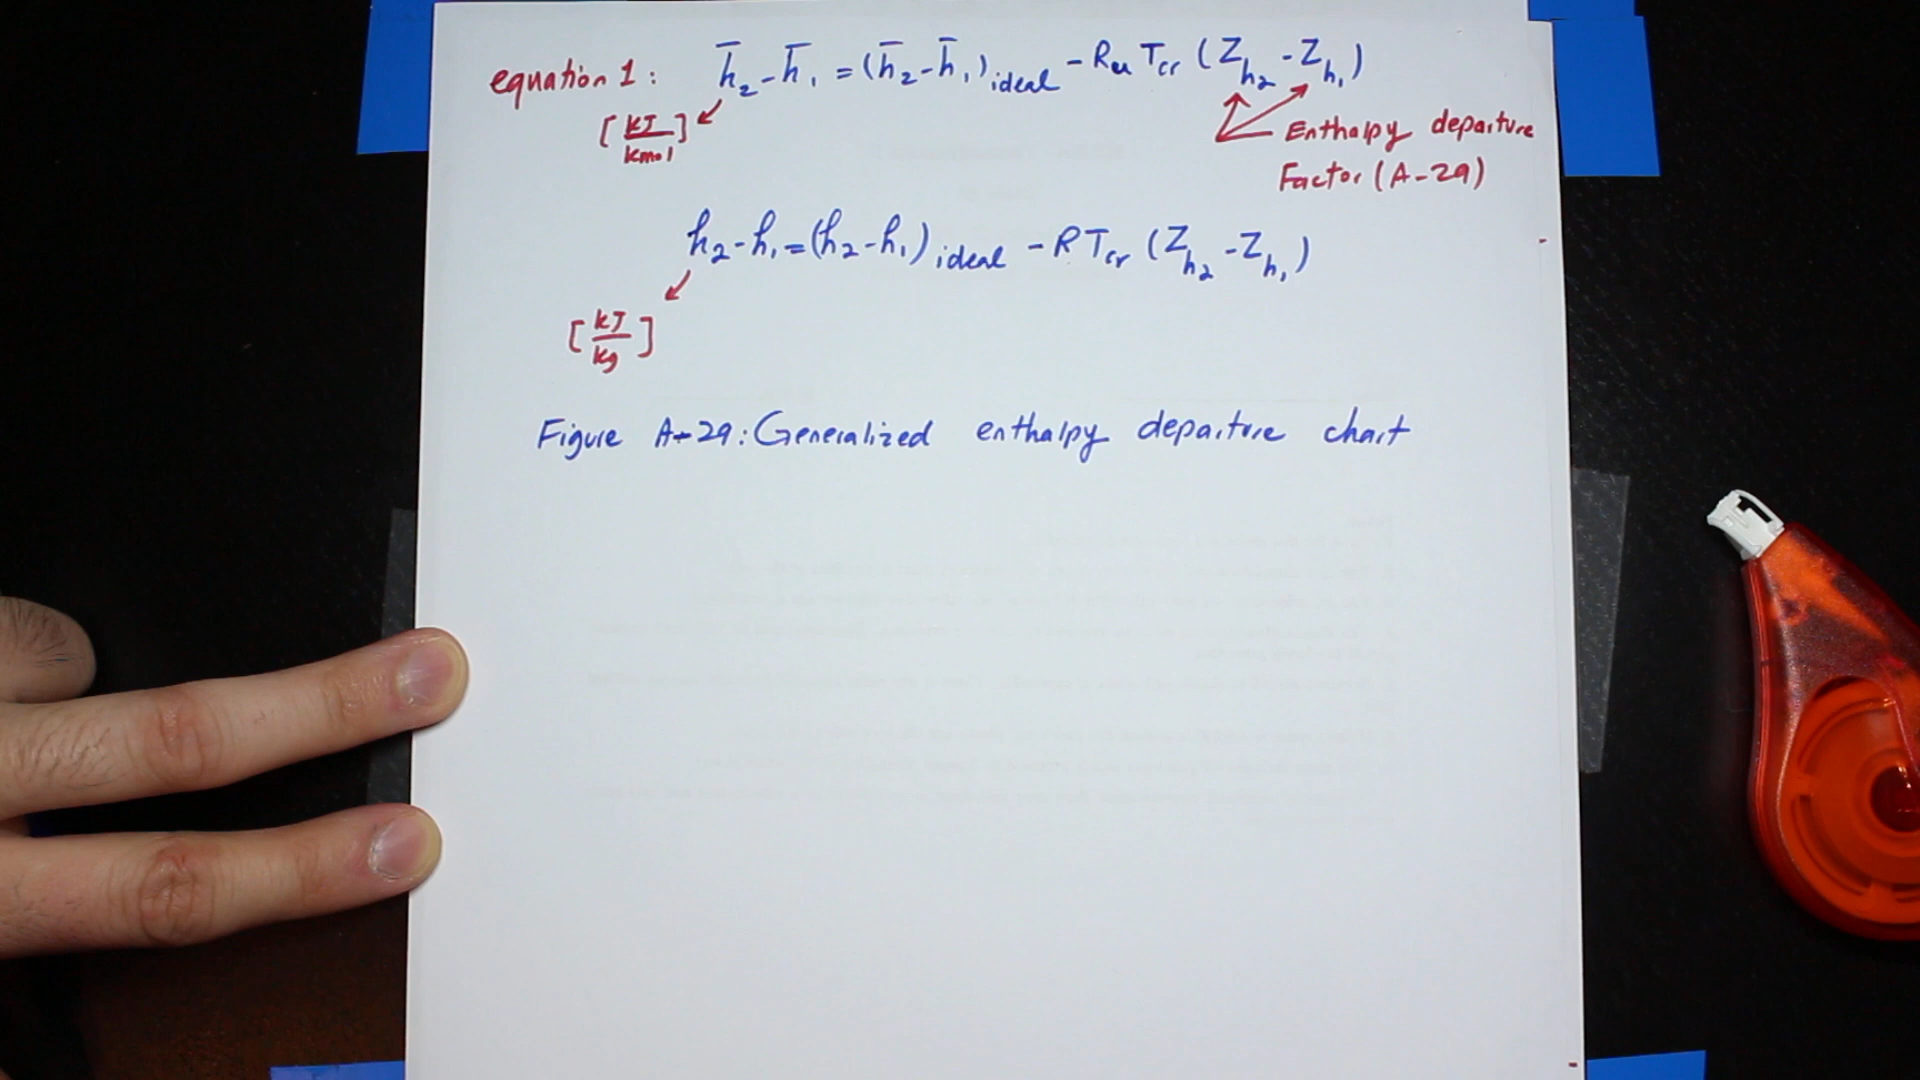 equation 1: h̄₂ - h̄₁ = (h̄₂ - h̄₁)ideal - Ru Tcr (Zh₂ - Zh₁)
[kJ/kmol]
Enthalpy departure
Factor (A-29)
h₂ - h₁ = (h₂ - h₁)ideal - R Tcr (Zh₂ - Zh₁)
[kJ/kg]
Figure A-29: Generalized enthalpy departure chart